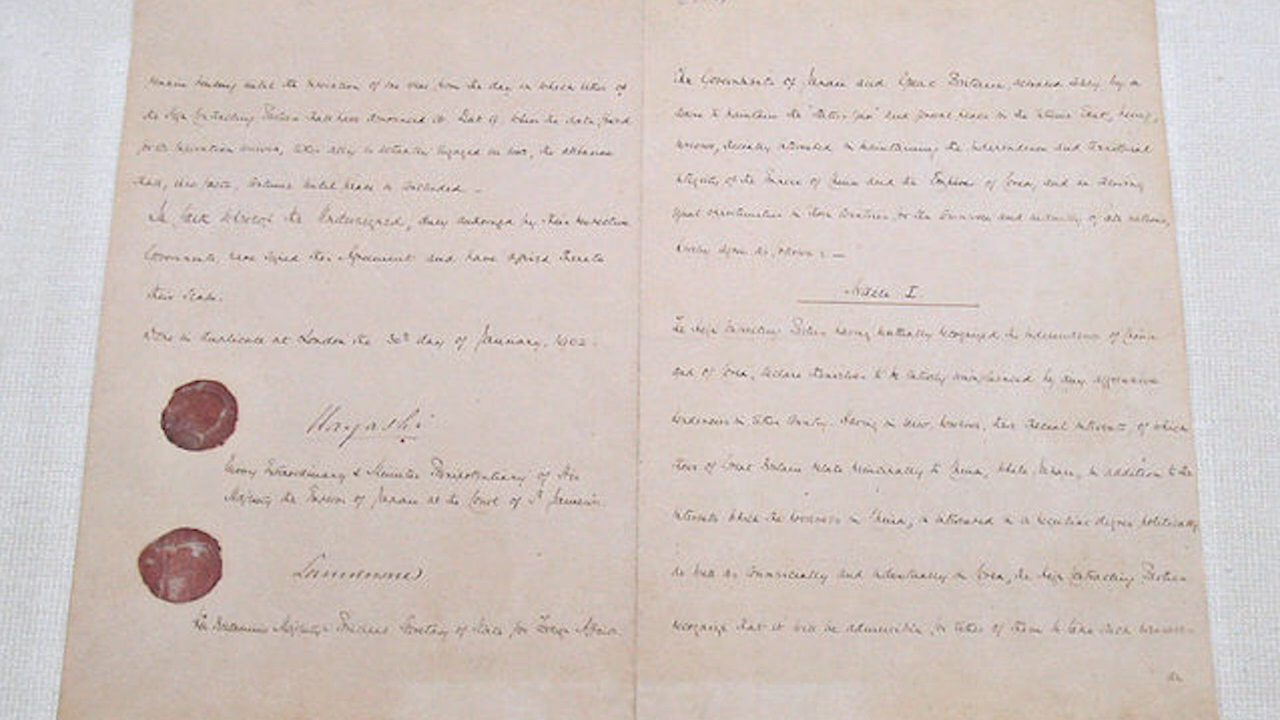 remain binding until the expiration of one year from the day on which either of
the High Contracting Parties shall have denounced it. But if, when the date fixed
for its expiration arrives, either ally is actually engaged in war, the alliance
shall, ipso facto, continue until peace is concluded. –
In faith whereof the Undersigned, duly authorized by their respective
Governments, have signed this Agreement and have affixed thereto
their Seals.
Done in duplicate at London the 30th day of January, 1902.
Hayashi
Envoy Extraordinary & Minister Plenipotentiary of His
Majesty the Emperor of Japan at the Court of St James's.
Lansdowne
His Britannic Majesty's Principal Secretary of State for Foreign Affairs.
The Governments of Japan and Great Britain, actuated solely by a
desire to maintain the "status quo" and general peace in the extreme East, being,
moreover, specially interested in maintaining the independence and territorial
integrity of the Empire of China and the Empire of Corea, and in securing
equal opportunities in those countries for the commerce and industry of all nations,
hereby agree as follows: —
Article I.
The High Contracting Parties having mutually recognized the independence of China
and of Corea, declare themselves to be entirely uninfluenced by any aggressive
tendencies in either country. Having in view, however, their special interests, of which
those of Great Britain relate principally to China, while Japan, in addition to the
interests which she possesses in China, is interested in a peculiar degree politically
as well as commercially and industrially in Corea, the High Contracting Parties
recognize that it will be admissible for either of them to take such measures